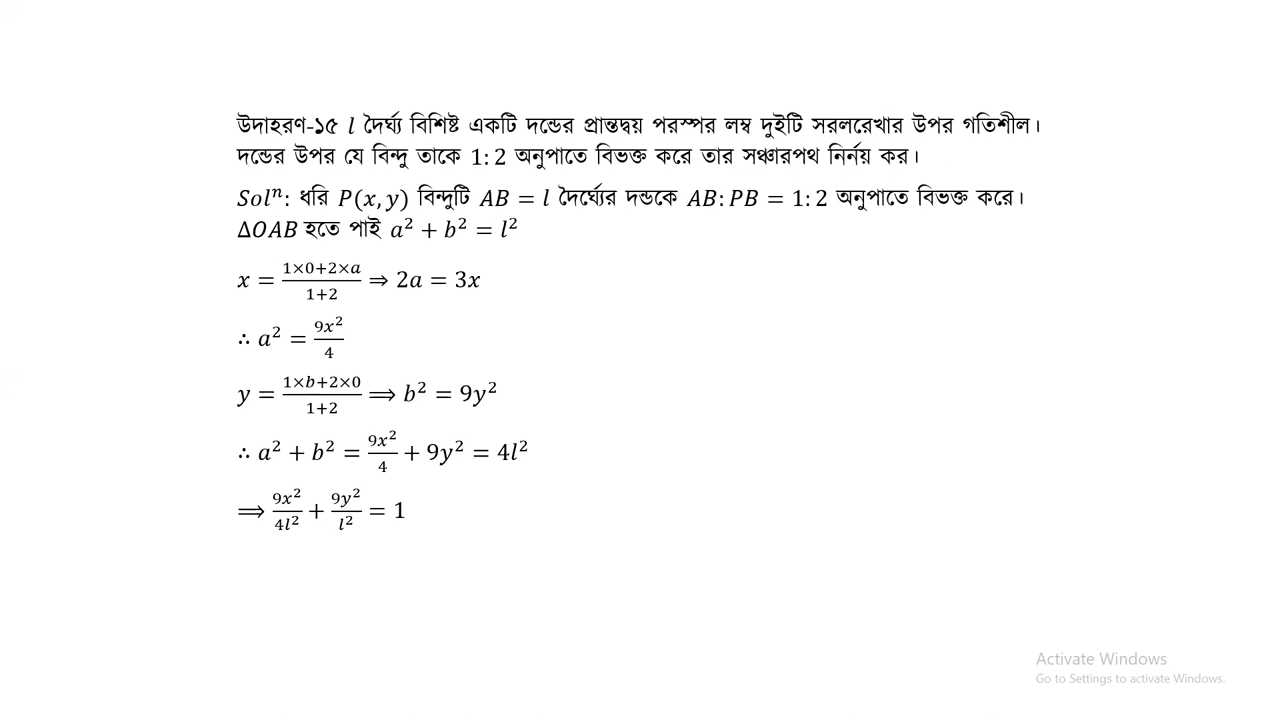 উদাহরণ-১৫ l দৈর্ঘ্য বিশিষ্ট একটি দন্ডের প্রান্তদ্বয় পরস্পর লম্ব দুইটি সরলরেখার উপর গতিশীল।
দন্ডের উপর যে বিন্দু তাকে 1:2 অনুপাতে বিভক্ত করে তার সঞ্চারপথ নির্নয় কর।
Solⁿ: ধরি P(x, y) বিন্দুটি AB = l দৈর্ঘ্যের দন্ডকে AB:PB = 1:2 অনুপাতে বিভক্ত করে।
ΔOAB হতে পাই a² + b² = l²
x = (1×0+2×a)/(1+2) ⇒ 2a = 3x
∴ a² = 9x²/4
y = (1×b+2×0)/(1+2) ⟹ b² = 9y²
∴ a² + b² = 9x²/4 + 9y² = 4l²
⟹ 9x²/4l² + 9y²/l² = 1
Activate Windows
Go to Settings to activate Windows.